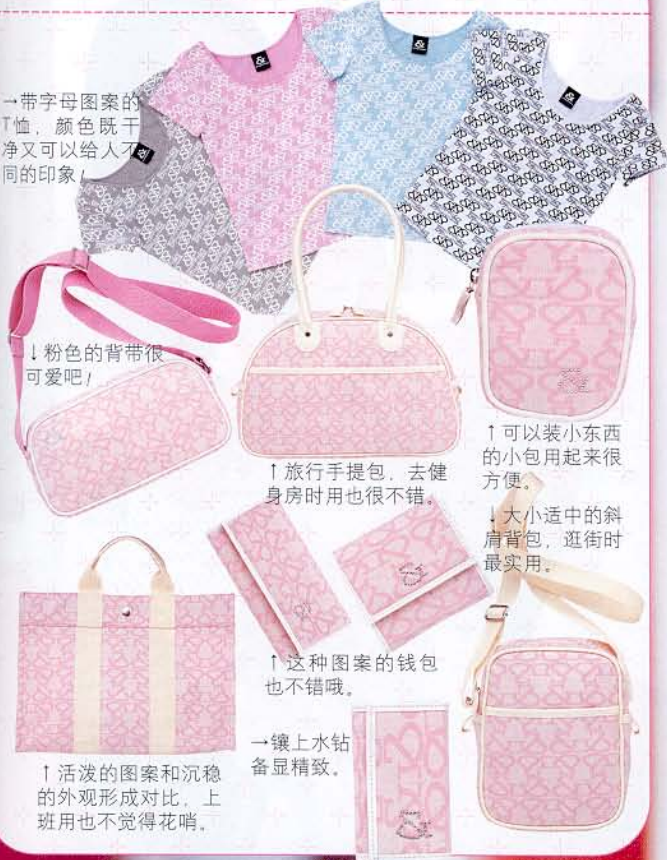 →带字母图案的
T恤，颜色既干
净又可以给人不
同的印象！
↓粉色的背带很
可爱吧！
↑可以装小东西
的小包用起来很
方便。
↑旅行手提包，去健
身房时用也很不错。
↓大小适中的斜
肩背包，逛街时
最实用。
↑这种图案的钱包
也不错哦。
→镶上水钻
备显精致。
↑活泼的图案和沉稳
的外观形成对比，上
班用也不觉得花哨。